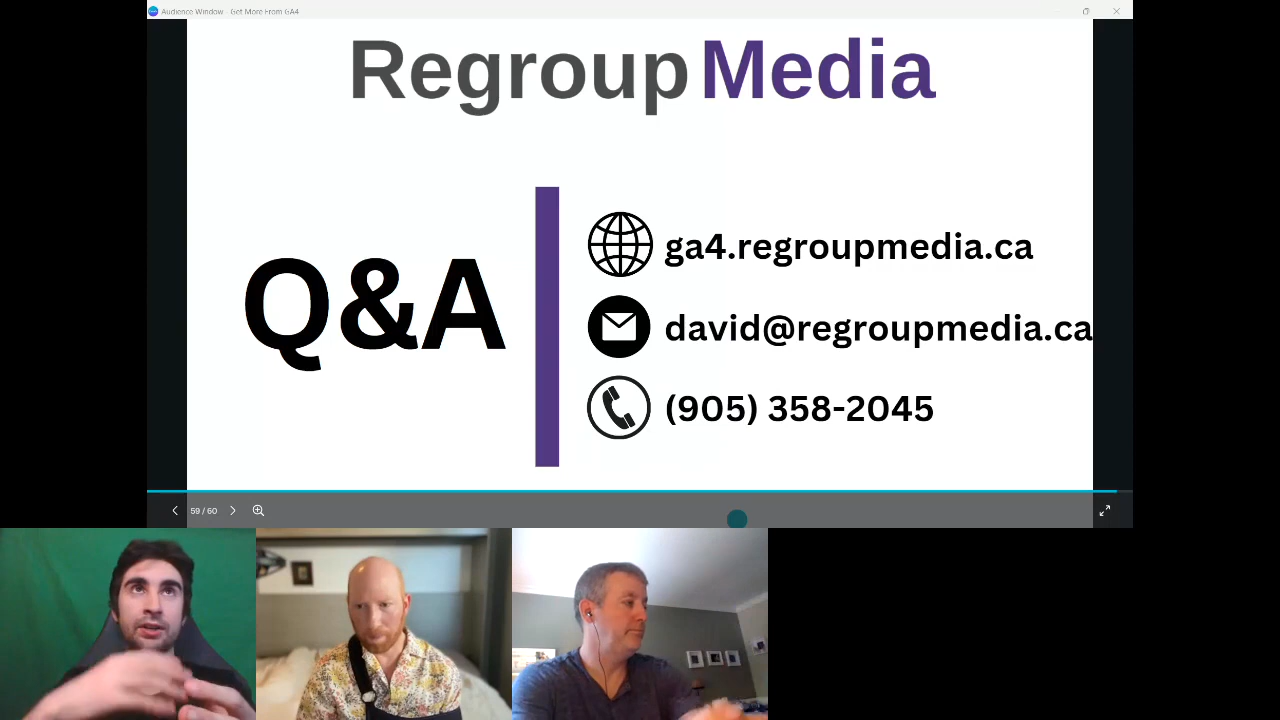 Audience Window - Get More From GA4
Regroup Media
Q&A
ga4.regroupmedia.ca
david@regroupmedia.ca
(905) 358-2045
59 / 60